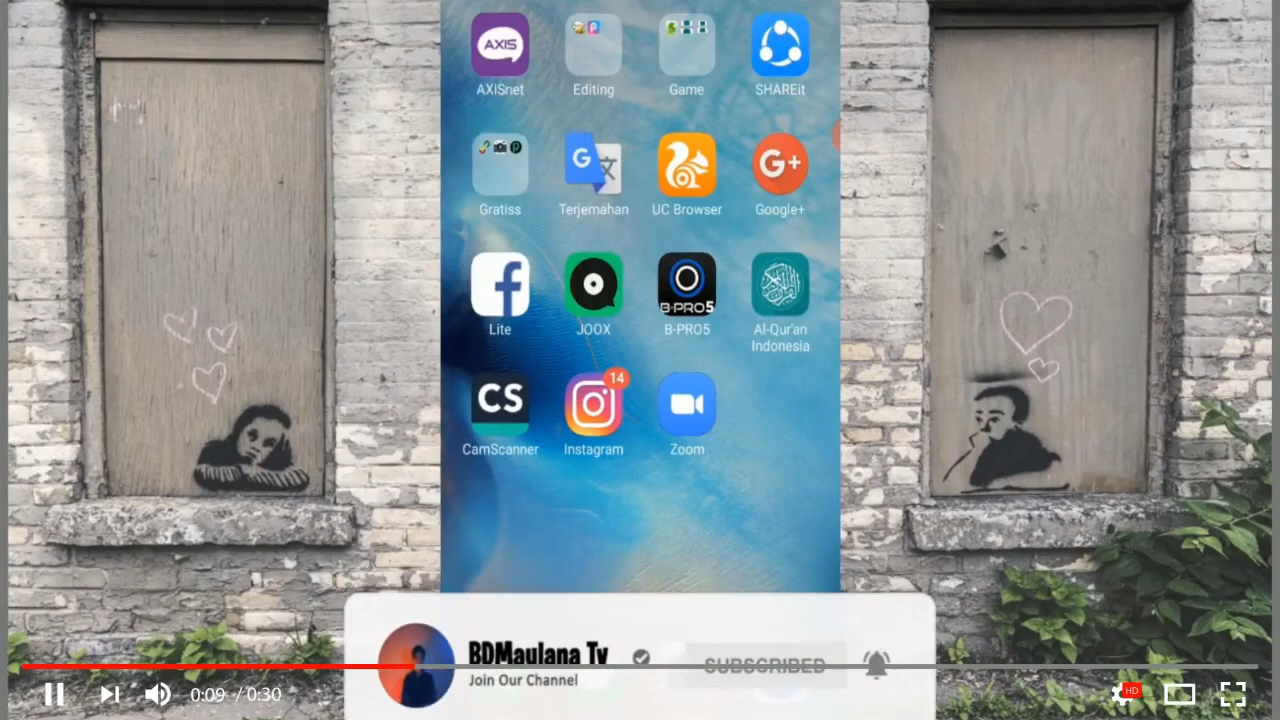 AXIS
AXISnet
Editing
Game
SHAREit
G
G+
Gratiss
Terjemahan
UC Browser
Google+
f
B-PRO5
Lite
JOOX
B-PRO5
Al-Qur'an
Indonesia
CS
14
CamScanner
Instagram
Zoom
BDMaulana Tv
SUBSCRIBED
Join Our Channel
0:09 / 0:30
HD